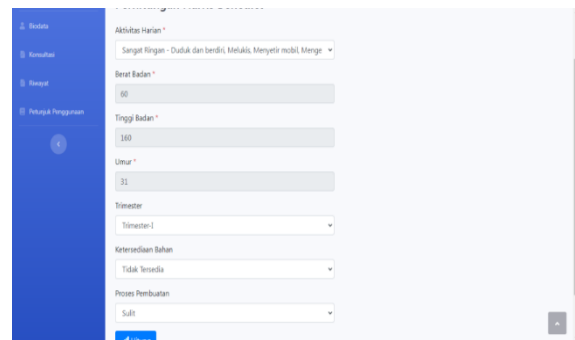 Biodata
Konsultasi
Riwayat
Petunjuk Penggunaan
Aktivitas Harian *
Sangat Ringan - Duduk dan berdiri, Melukis, Menyetir mobil, Menge
Berat Badan *
60
Tinggi Badan *
160
Umur *
31
Trimester
Trimester-I
Ketersediaan Bahan
Tidak Tersedia
Proses Pembuatan
Sulit